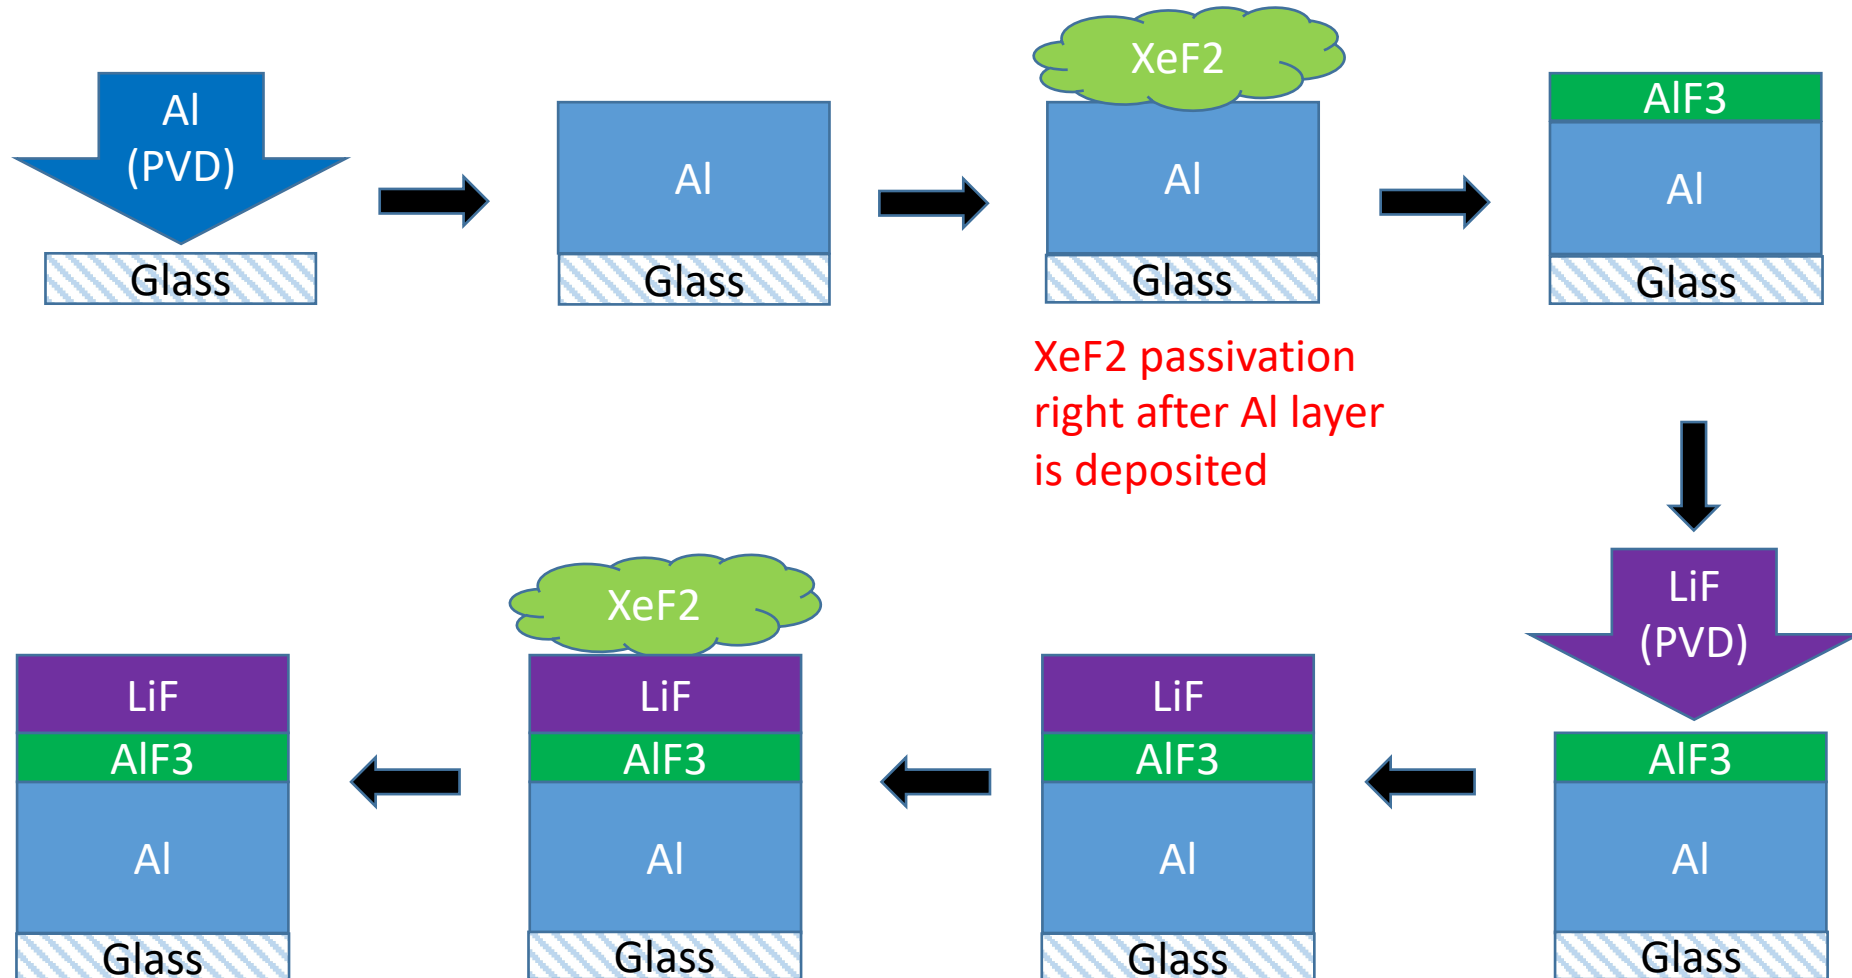 Al
(PVD)
Glass
Al
Glass
XeF2
Al
Glass
XeF2 passivation
right after Al layer
is deposited
AlF3
Al
Glass
LiF
(PVD)
AlF3
Al
Glass
LiF
AlF3
Al
Glass
XeF2
LiF
AlF3
Al
Glass
LiF
AlF3
Al
Glass